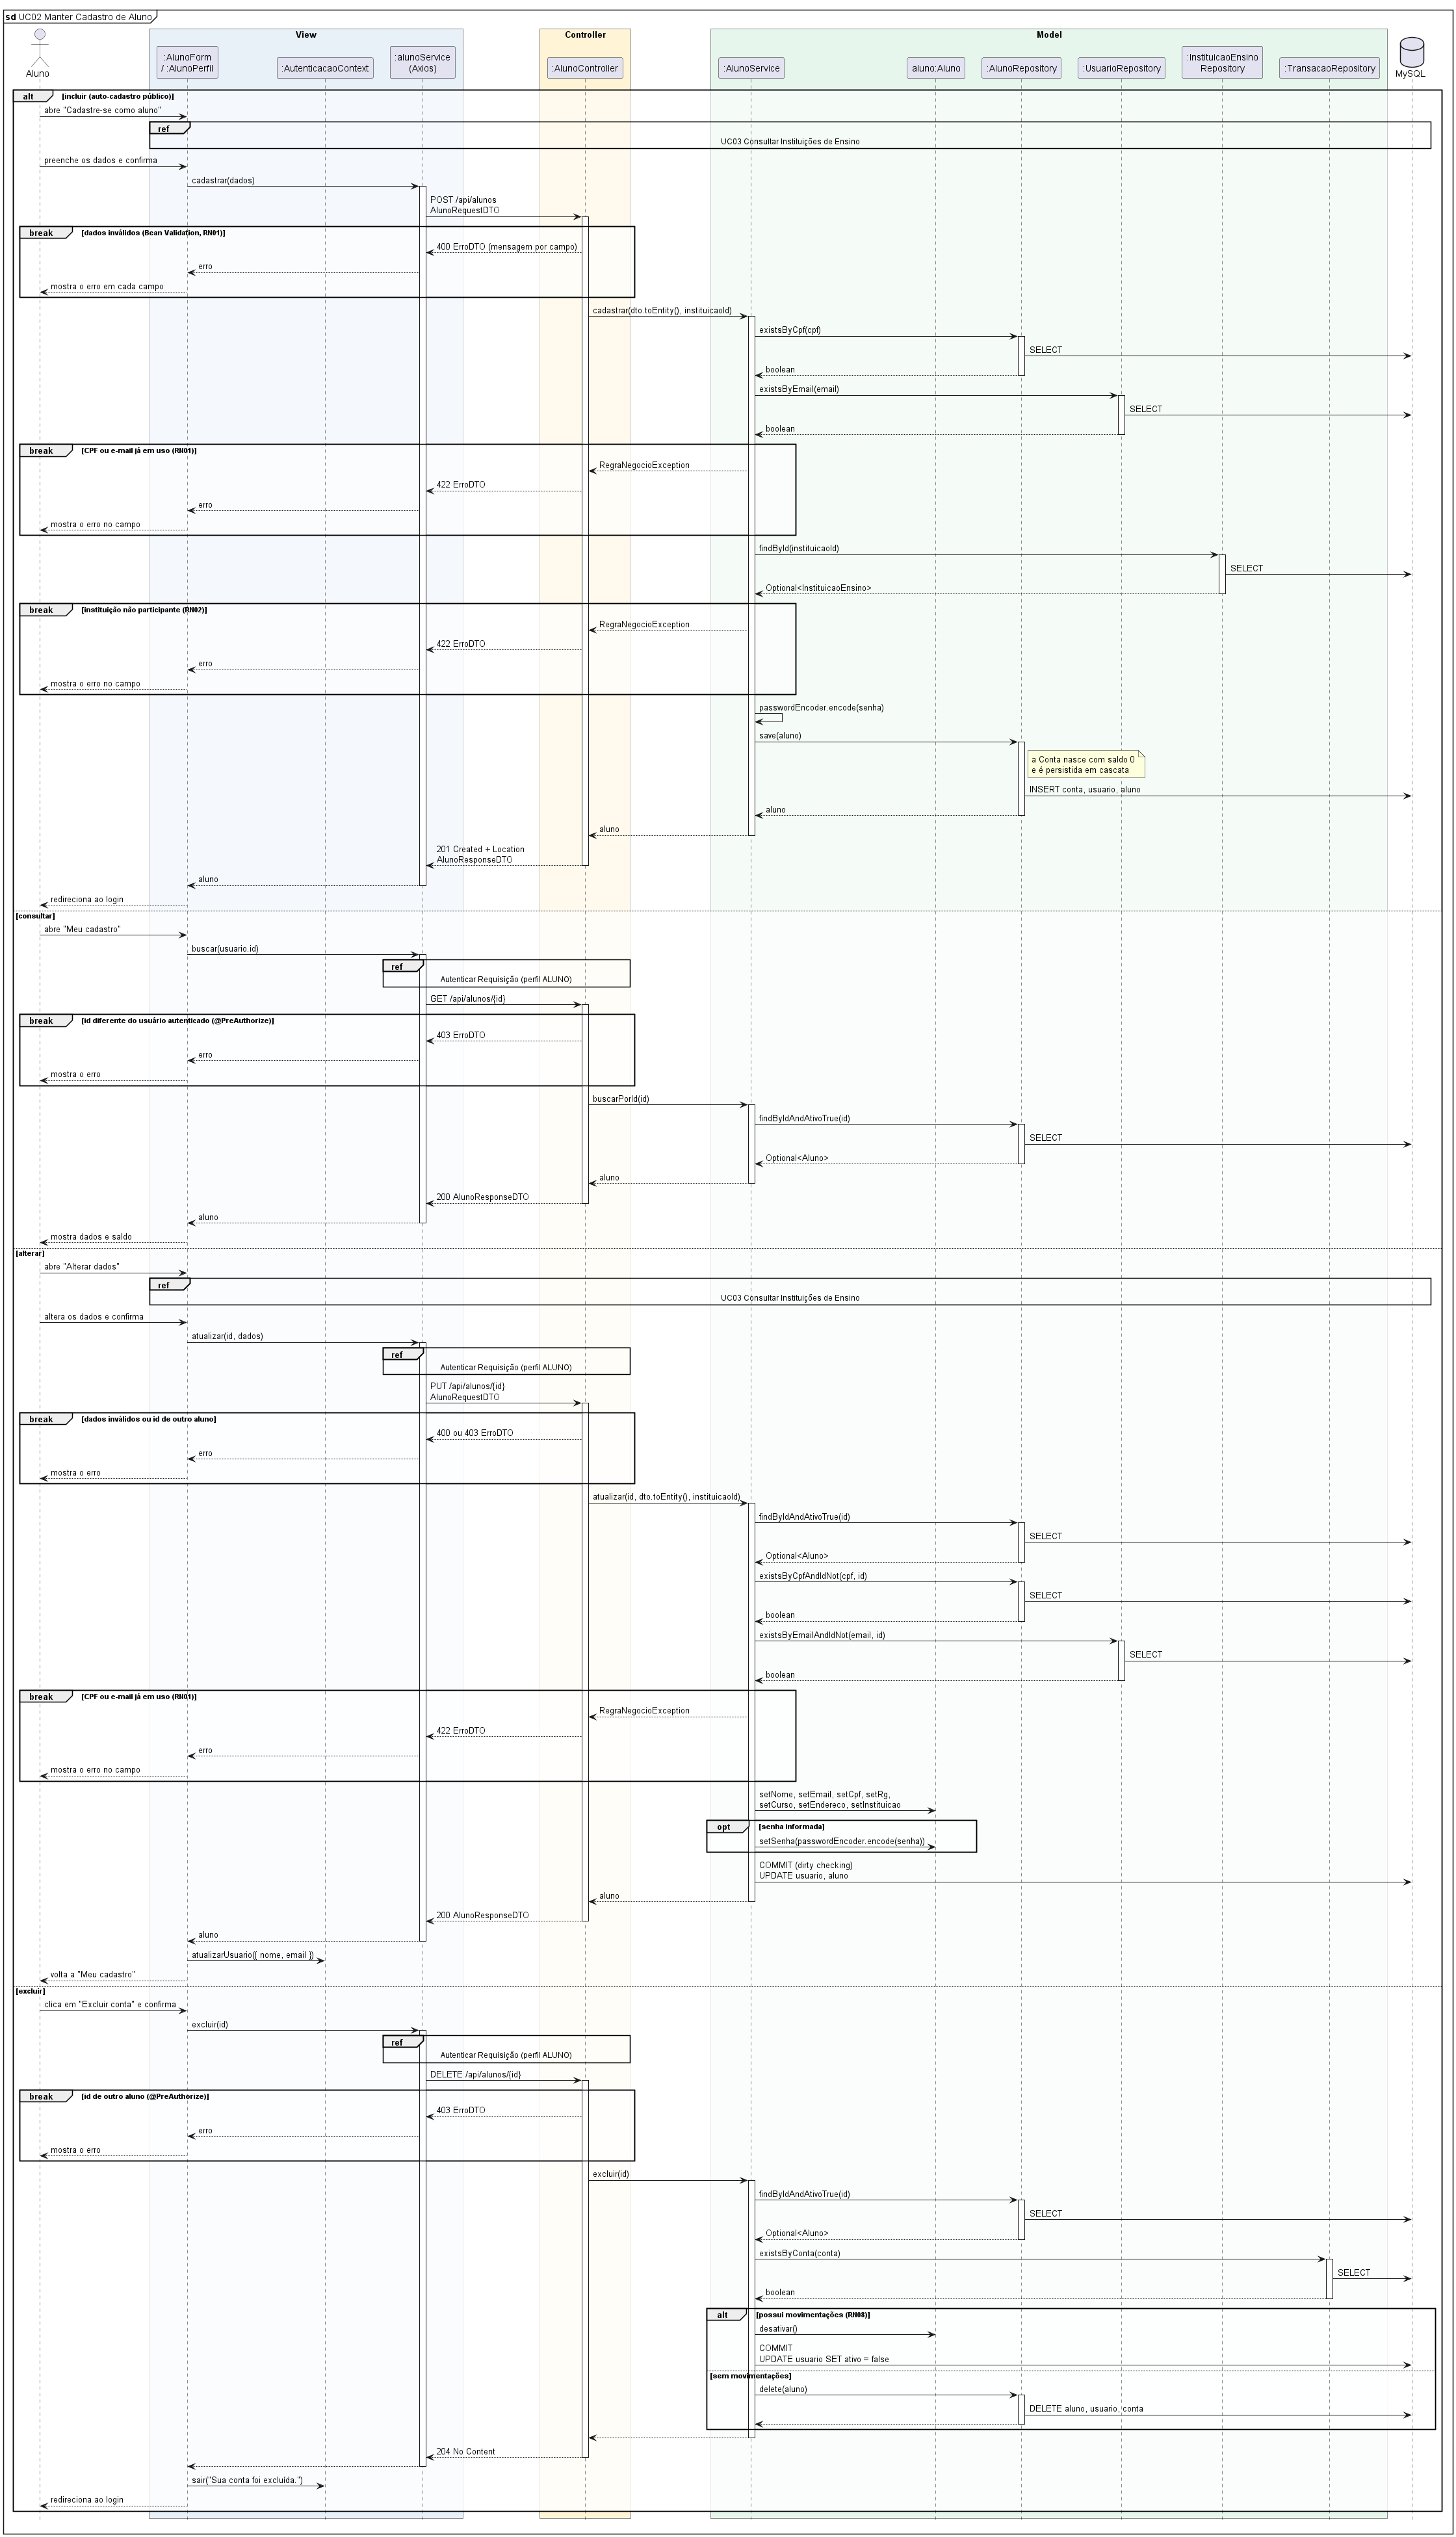 sd UC02 Manter Cadastro de Aluno
View
Controller
Model
Aluno
:AlunoForm
/ :AlunoPerfil
:AutenticacaoContext
:alunoService
(Axios)
:AlunoController
:AlunoService
aluno:Aluno
:AlunoRepository
:UsuarioRepository
:InstituicaoEnsino
Repository
:TransacaoRepository
MySQL
alt [incluir (auto-cadastro público)]
abre "Cadastre-se como aluno"
ref
UC03 Consultar Instituições de Ensino
preenche os dados e confirma
cadastrar(dados)
POST /api/alunos
AlunoRequestDTO
break [dados inválidos (Bean Validation, RN01)]
400 ErroDTO (mensagem por campo)
erro
mostra o erro em cada campo
cadastrar(dto.toEntity(), instituicaoId)
existsByCpf(cpf)
SELECT
boolean
existsByEmail(email)
SELECT
boolean
break [CPF ou e-mail já em uso (RN01)]
RegraNegocioException
422 ErroDTO
erro
mostra o erro no campo
findById(instituicaoId)
SELECT
Optional<InstituicaoEnsino>
break [instituição não participante (RN02)]
RegraNegocioException
422 ErroDTO
erro
mostra o erro no campo
passwordEncoder.encode(senha)
save(aluno)
a Conta nasce com saldo 0
e é persistida em cascata
INSERT conta, usuario, aluno
aluno
aluno
201 Created + Location
AlunoResponseDTO
aluno
redireciona ao login
[consultar]
abre "Meu cadastro"
buscar(usuario.id)
ref
Autenticar Requisição (perfil ALUNO)
GET /api/alunos/{id}
break [id diferente do usuário autenticado (@PreAuthorize)]
403 ErroDTO
erro
mostra o erro
buscarPorId(id)
findByIdAndAtivoTrue(id)
SELECT
Optional<Aluno>
aluno
200 AlunoResponseDTO
aluno
mostra dados e saldo
[alterar]
abre "Alterar dados"
ref
UC03 Consultar Instituições de Ensino
altera os dados e confirma
atualizar(id, dados)
ref
Autenticar Requisição (perfil ALUNO)
PUT /api/alunos/{id}
AlunoRequestDTO
break [dados inválidos ou id de outro aluno]
400 ou 403 ErroDTO
erro
mostra o erro
atualizar(id, dto.toEntity(), instituicaoId)
findByIdAndAtivoTrue(id)
SELECT
Optional<Aluno>
existsByCpfAndIdNot(cpf, id)
SELECT
boolean
existsByEmailAndIdNot(email, id)
SELECT
boolean
break [CPF ou e-mail já em uso (RN01)]
RegraNegocioException
422 ErroDTO
erro
mostra o erro no campo
setNome, setEmail, setCpf, setRg,
setCurso, setEndereco, setInstituicao
opt [senha informada]
setSenha(passwordEncoder.encode(senha))
COMMIT (dirty checking)
UPDATE usuario, aluno
aluno
200 AlunoResponseDTO
aluno
atualizarUsuario({ nome, email })
volta a "Meu cadastro"
[excluir]
clica em "Excluir conta" e confirma
excluir(id)
ref
Autenticar Requisição (perfil ALUNO)
DELETE /api/alunos/{id}
break [id de outro aluno (@PreAuthorize)]
403 ErroDTO
erro
mostra o erro
excluir(id)
findByIdAndAtivoTrue(id)
SELECT
Optional<Aluno>
existsByConta(conta)
SELECT
boolean
alt [possui movimentações (RN08)]
desativar()
COMMIT
UPDATE usuario SET ativo = false
[sem movimentações]
delete(aluno)
DELETE aluno, usuario, conta
204 No Content
sair("Sua conta foi excluída.")
redireciona ao login